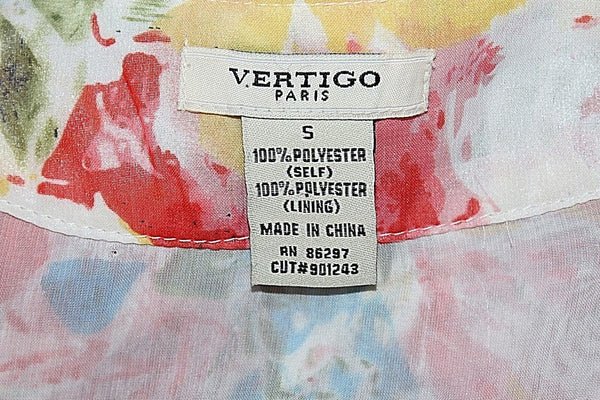 VERTIGO
PARIS
S
100% POLYESTER
(SELF)
100% POLYESTER
(LINING)
MADE IN CHINA
RN 86297
CUT#901243